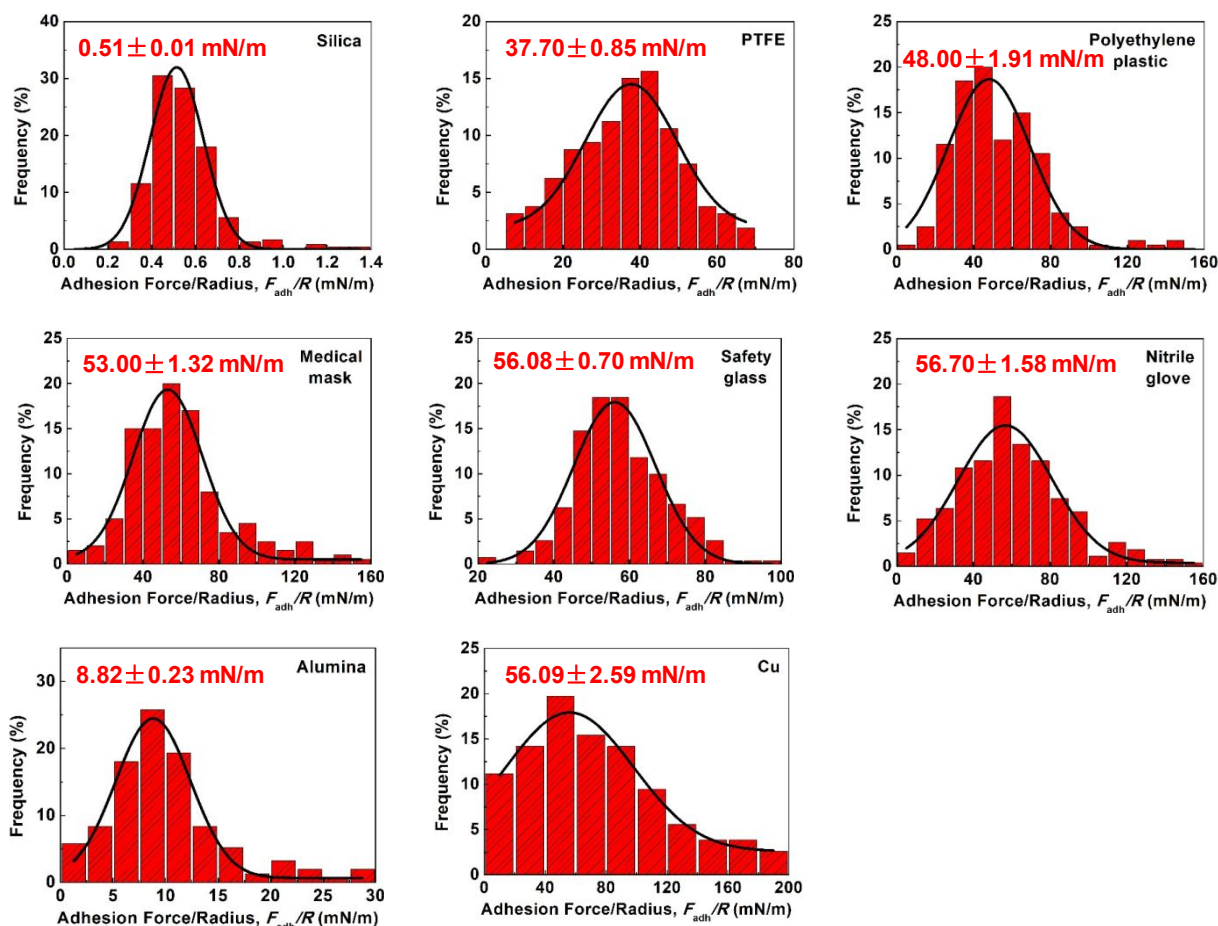 0.51±0.01 mN/m
Silica
Frequency (%)
40
30
20
10
0
0.0 0.2 0.4 0.6 0.8 1.0 1.2 1.4
Adhesion Force/Radius, Fadh/R (mN/m)
37.70±0.85 mN/m
PTFE
Frequency (%)
20
15
10
5
0
0 20 40 60 80
Adhesion Force/Radius, Fadh/R (mN/m)
48.00±1.91 mN/m
Polyethylene
plastic
Frequency (%)
25
20
15
10
5
0
0 40 80 120 160
Adhesion Force/Radius, Fadh/R (mN/m)
53.00±1.32 mN/m
Medical
mask
Frequency (%)
25
20
15
10
5
0
0 40 80 120 160
Adhesion Force/Radius, Fadh/R (mN/m)
56.08±0.70 mN/m
Safety
glass
Frequency (%)
25
20
15
10
5
0
20 40 60 80 100
Adhesion Force/Radius, Fadh/R (mN/m)
56.70±1.58 mN/m
Nitrile
glove
Frequency (%)
25
20
15
10
5
0
0 40 80 120 160
Adhesion Force/Radius, Fadh/R (mN/m)
8.82±0.23 mN/m
Alumina
Frequency (%)
30
20
10
0
0 5 10 15 20 25 30
Adhesion Force/Radius, Fadh/R (mN/m)
56.09±2.59 mN/m
Cu
Frequency (%)
25
20
15
10
5
0
0 40 80 120 160 200
Adhesion Force/Radius, Fadh/R (mN/m)